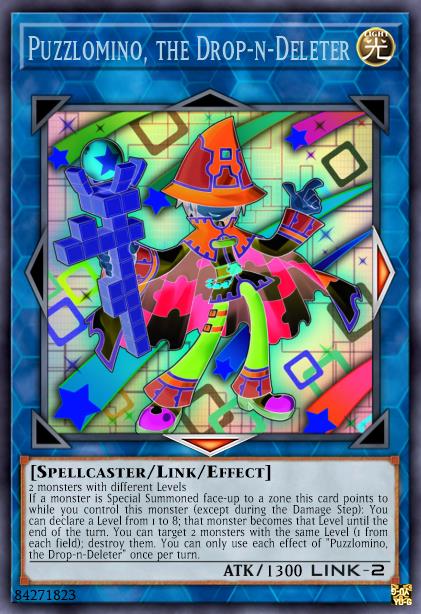 PUZZLOMINO, THE DROP-N-DELETER
LIGHT
光
[SPELLCASTER/LINK/EFFECT]
2 monsters with different Levels
If a monster is Special Summoned face-up to a zone this card points to
while you control this monster (except during the Damage Step): You
can declare a Level from 1 to 8; that monster becomes that Level until the
end of the turn. You can target 2 monsters with the same Level (1 from
each field); destroy them. You can only use each effect of "Puzzlomino,
the Drop-n-Deleter" once per turn.
ATK/1300 LINK-2
84271823